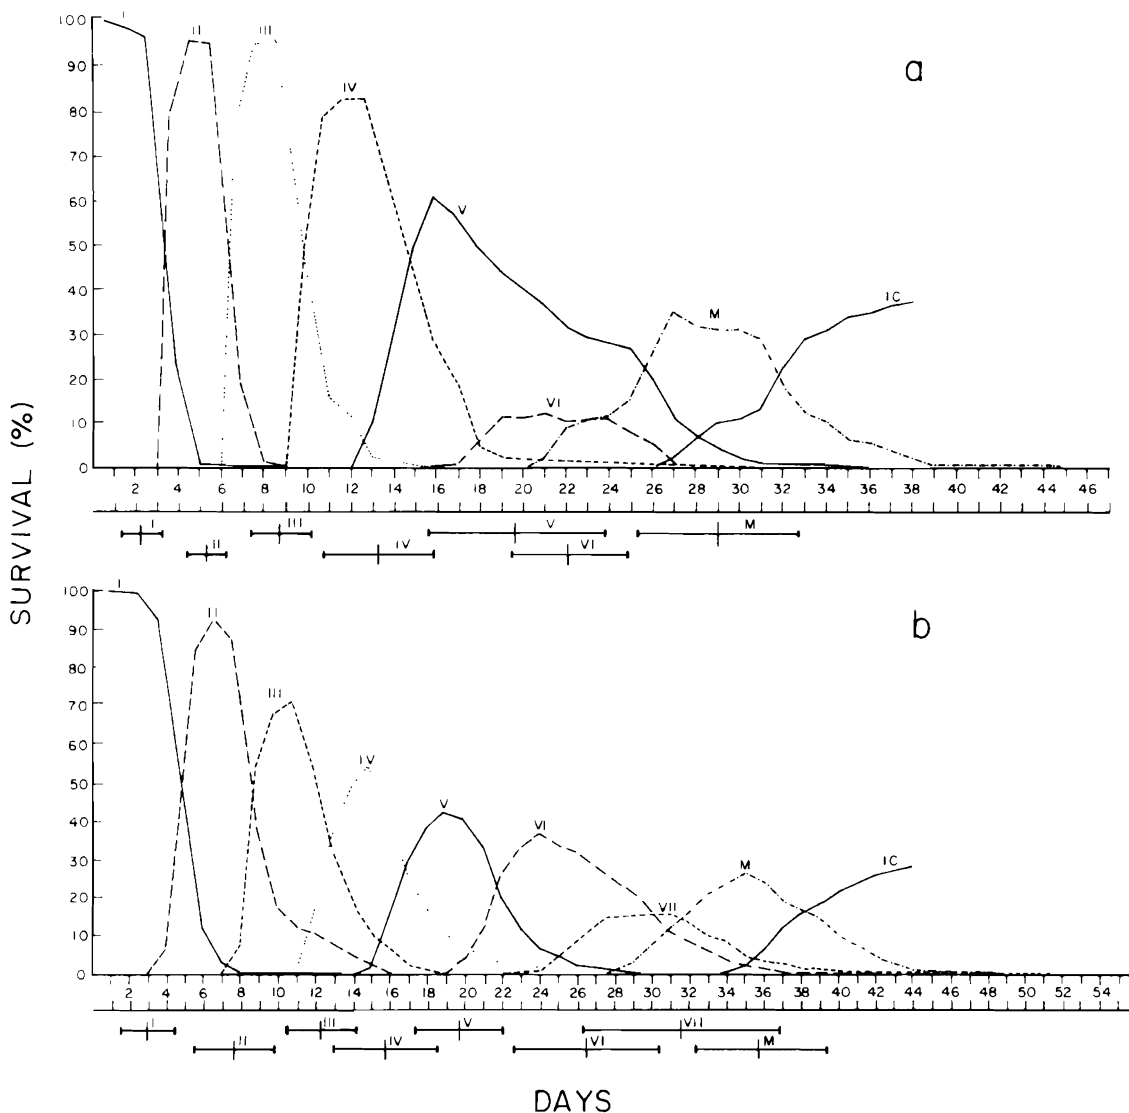 SURVIVAL (%)
a
100
90
80
70
60
50
40
30
20
10
0
I
II
III
IV
V
VI
M
IC
2 4 6 8 10 12 14 16 18 20 22 24 26 28 30 32 34 36 38 40 42 44 46
I III V M
II IV VI
b
100
90
80
70
60
50
40
30
20
10
0
I
II
III
IV
V
VI
VII
M
IC
2 4 6 8 10 12 14 16 18 20 22 24 26 28 30 32 34 36 38 40 42 44 46 48 50 52 54
I III V VII
II IV VI M
DAYS